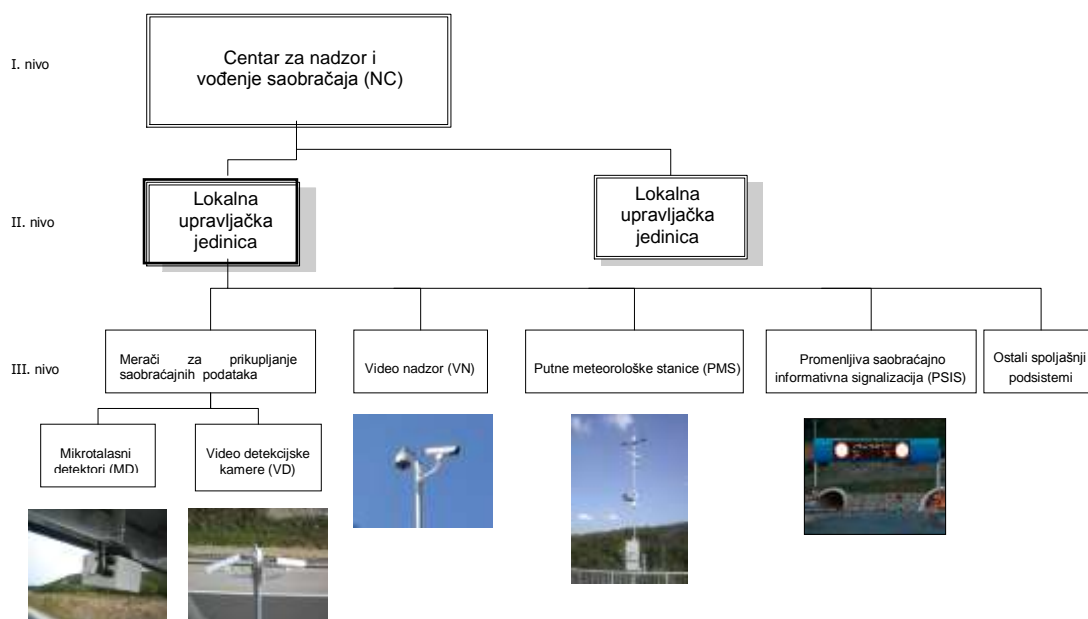 I. nivo
Centar za nadzor i
vođenje saobračaja (NC)
II. nivo
Lokalna
upravljačka
jedinica
Lokalna
upravljačka
jedinica
III. nivo
Merači za prikupljanje
saobraćajnih podataka
Video nadzor (VN)
Putne meteorološke stanice (PMS)
Promenljiva saobraćajno
informativna signalizacija (PSIS)
Ostali spoljašnji
podsistemi
Mikrotalasni
detektori (MD)
Video detekcijske
kamere (VD)